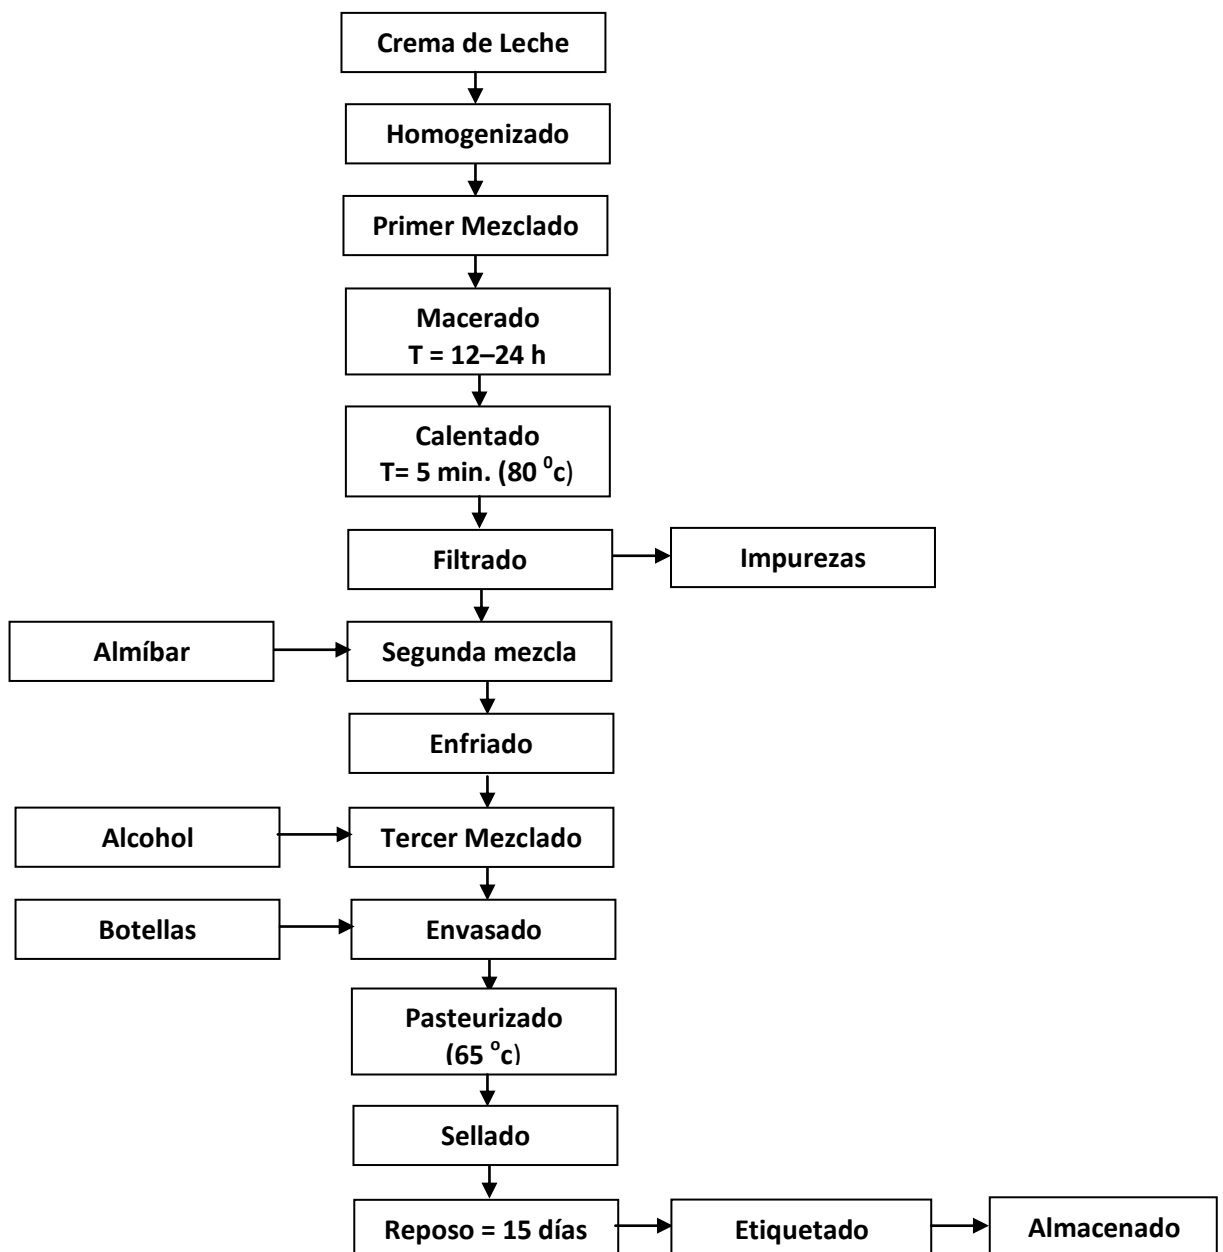 Crema de Leche
Homogenizado
Primer Mezclado
Macerado
T = 12–24 h
Calentado
T= 5 min. (80 ⁰c)
Filtrado
Impurezas
Almíbar
Segunda mezcla
Enfriado
Alcohol
Tercer Mezclado
Botellas
Envasado
Pasteurizado
(65 ⁰c)
Sellado
Reposo = 15 días
Etiquetado
Almacenado